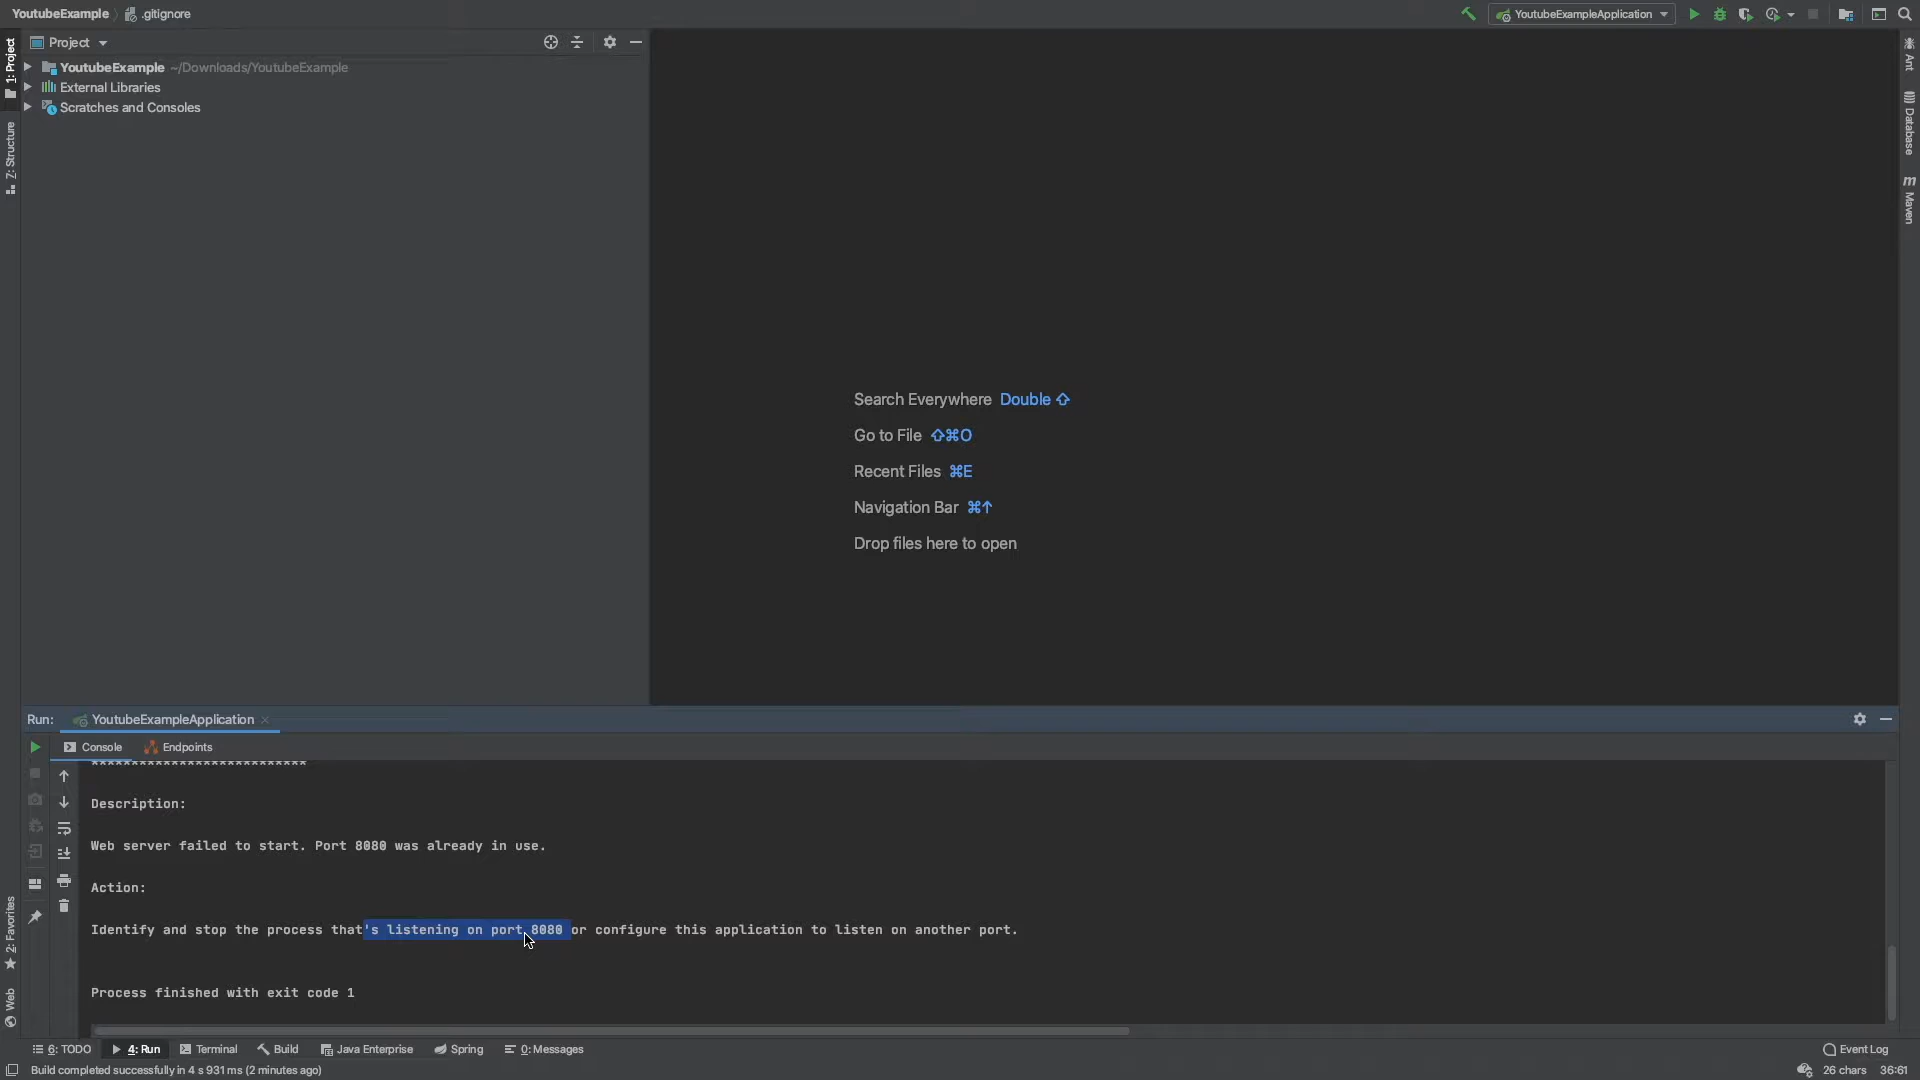 YoutubeExample .gitignore
YoutubeExampleApplication
Project
YoutubeExample ~/Downloads/YoutubeExample
External Libraries
Scratches and Consoles
1: Project
7: Structure
2: Favorites
Web
Ant
Database
m Maven
Search Everywhere Double ⇧
Go to File ⇧⌘O
Recent Files ⌘E
Navigation Bar ⌘↑
Drop files here to open
Run: YoutubeExampleApplication
Console Endpoints
***************************
Description:
Web server failed to start. Port 8080 was already in use.
Action:
Identify and stop the process that's listening on port 8080 or configure this application to listen on another port.
Process finished with exit code 1
6: TODO 4: Run Terminal Build Java Enterprise Spring 0: Messages Event Log
Build completed successfully in 4 s 931 ms (2 minutes ago) 26 chars 36:61